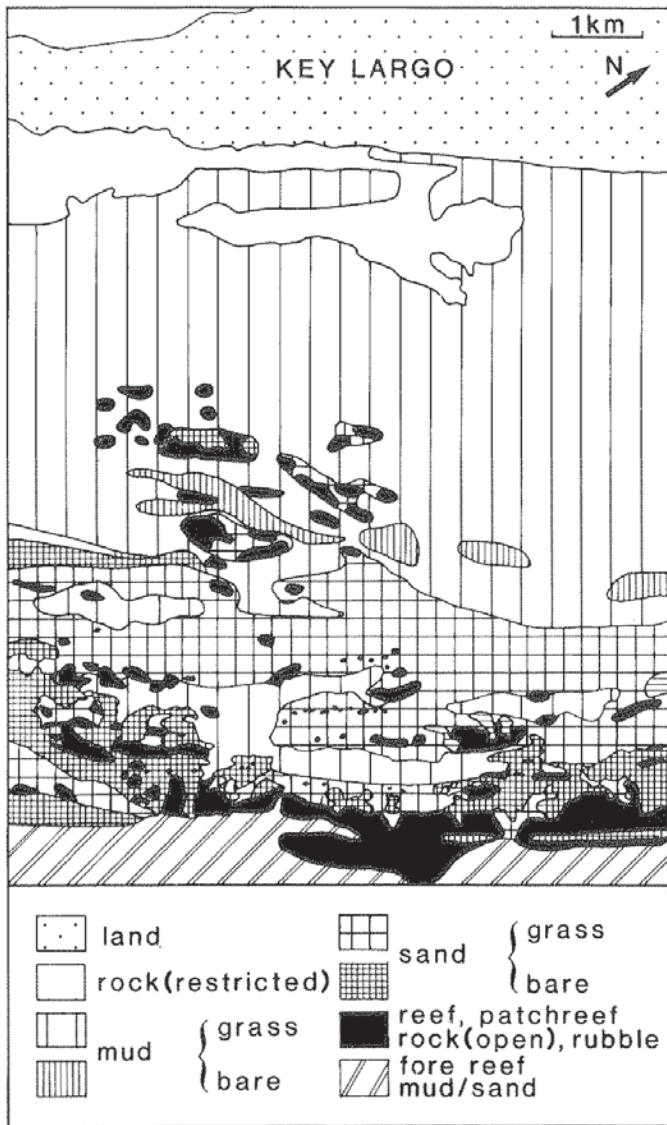 1km
KEY LARGO
N
land
rock(restricted)
mud
grass
bare
sand
grass
bare
reef, patchreef
rock(open), rubble
fore reef
mud/sand